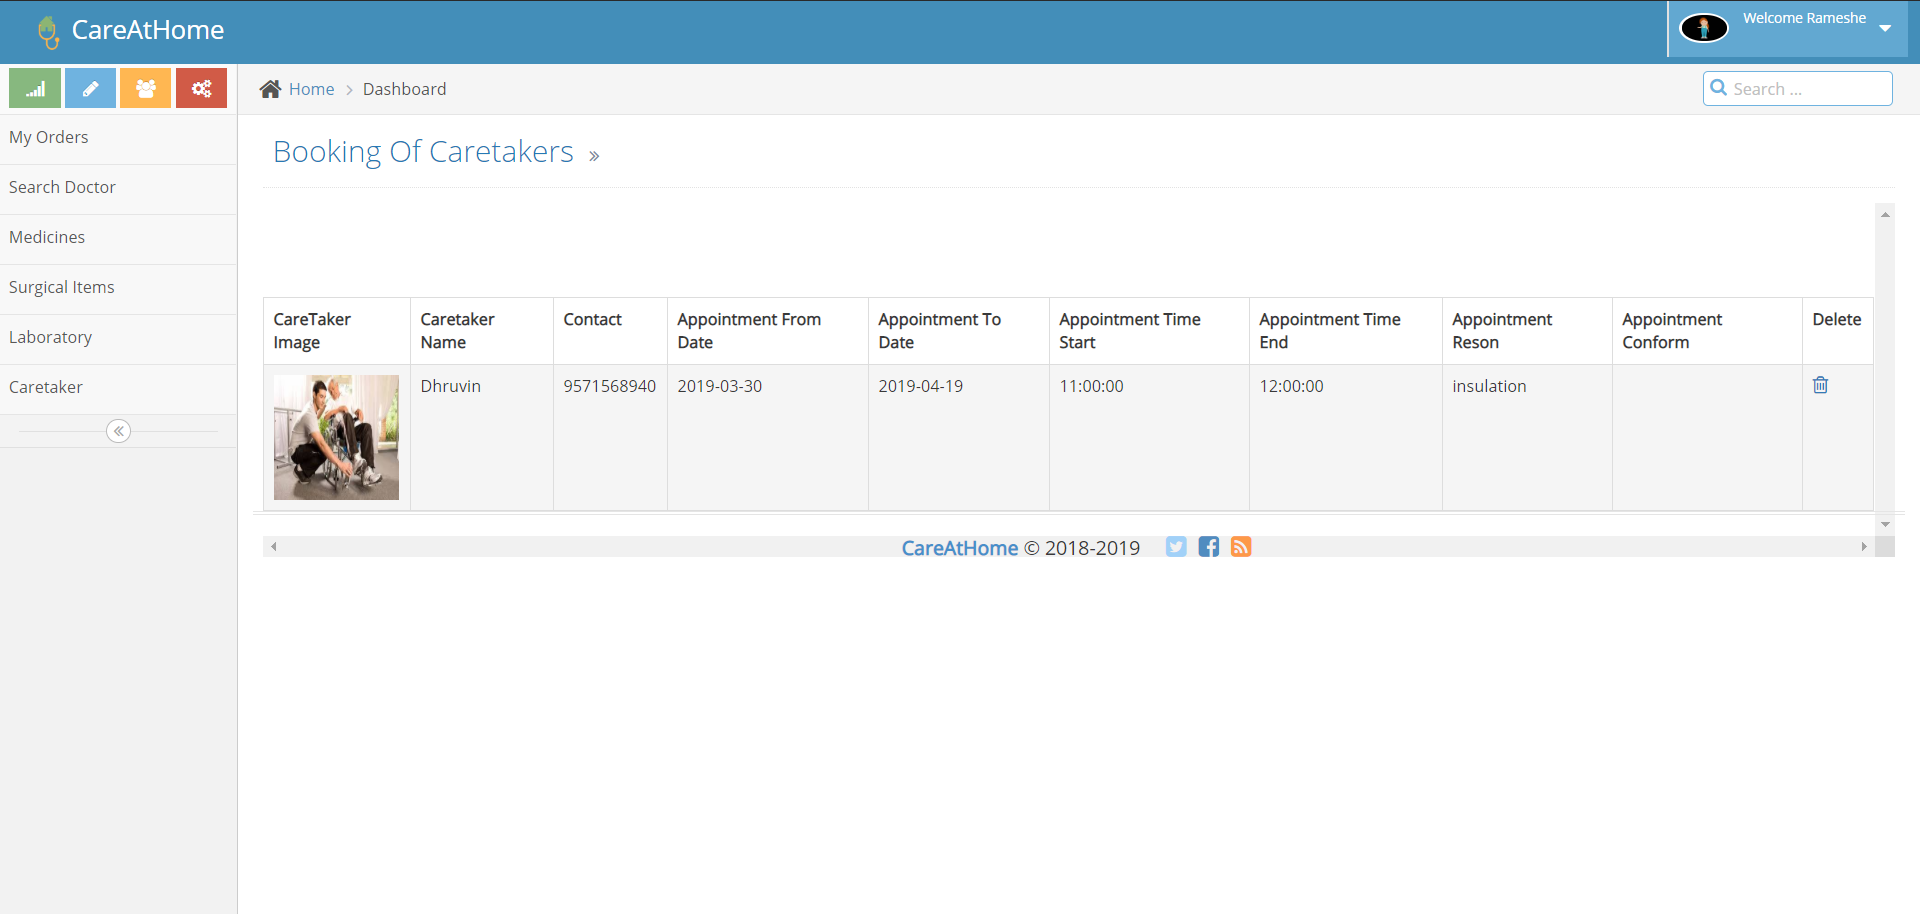 CareAtHome
Welcome Rameshe
Home
Dashboard
Search ...
My Orders
Search Doctor
Medicines
Surgical Items
Laboratory
Caretaker
Booking Of Caretakers »
CareTaker Image
Caretaker Name
Contact
Appointment From Date
Appointment To Date
Appointment Time Start
Appointment Time End
Appointment Reson
Appointment Conform
Delete
Dhruvin
9571568940
2019-03-30
2019-04-19
11:00:00
12:00:00
insulation
CareAtHome © 2018-2019